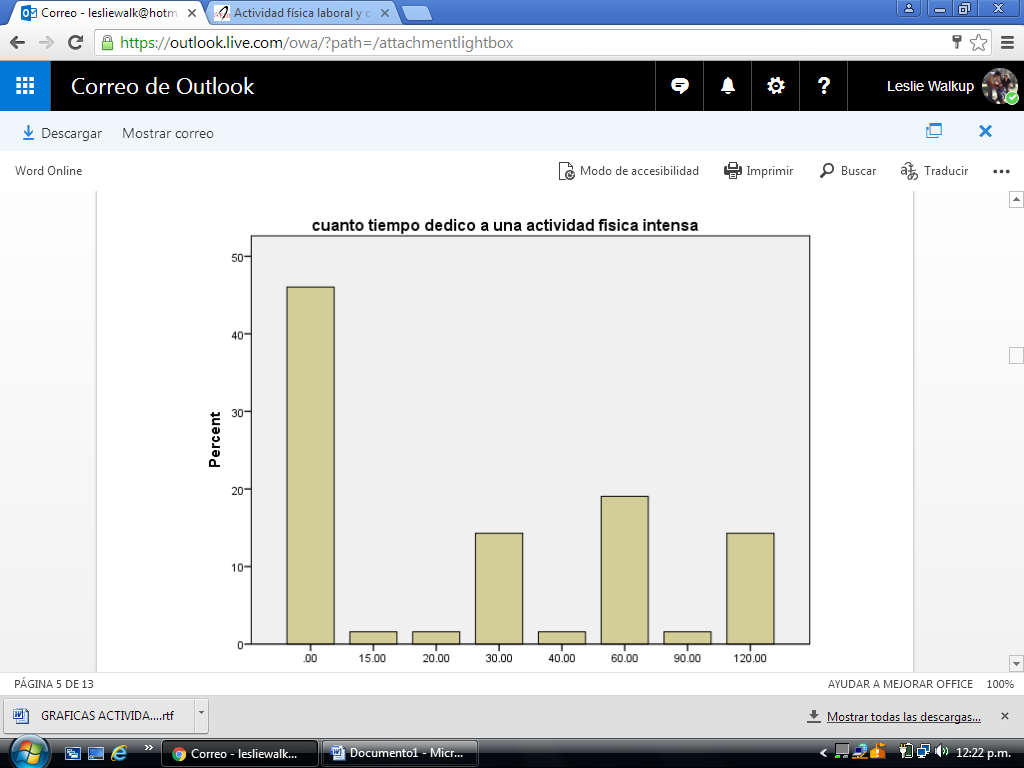 Correo - lesliewalk@hotm
Actividad física laboral y c
https://outlook.live.com/owa/?path=/attachmentlightbox
Correo de Outlook
Leslie Walkup
Descargar Mostrar correo
Word Online
Modo de accesibilidad Imprimir Buscar Traducir
cuanto tiempo dedico a una actividad fisica intensa
Percent
50
40
30
20
10
0
.00 15.00 20.00 30.00 40.00 60.00 90.00 120.00
PÁGINA 5 DE 13
AYUDAR A MEJORAR OFFICE 100%
GRAFICAS ACTIVIDA....rtf
Mostrar todas las descargas...
Correo - lesliewalk...
Documento1 - Micr...
12:22 p.m.